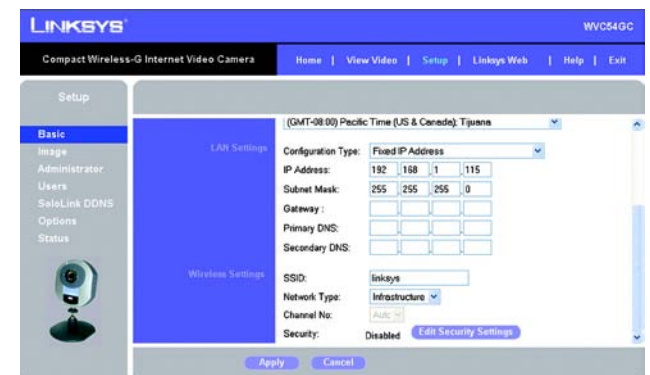 LINKSYS
WVC54GC
Compact Wireless-G Internet Video Camera
Home | View Video | Setup | Linksys Web | Help | Exit
Setup
Basic
Image
Administrator
Users
SoloLink DDNS
Options
Status
(GMT-08:00) Pacific Time (US & Canada); Tijuana
LAN Settings
Configuration Type: Fixed IP Address
IP Address: 192 . 168 . 1 . 115
Subnet Mask: 255 . 255 . 255 . 0
Gateway :
Primary DNS:
Secondary DNS:
Wireless Settings
SSID: linksys
Network Type: Infrastructure
Channel No: Auto
Security: Disabled Edit Security Settings
Apply Cancel